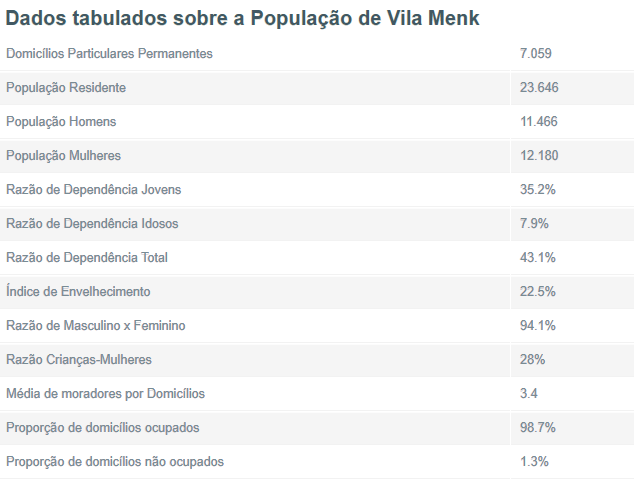 Dados tabulados sobre a População de Vila Menk
Domicílios Particulares Permanentes 7.059
População Residente 23.646
População Homens 11.466
População Mulheres 12.180
Razão de Dependência Jovens 35.2%
Razão de Dependência Idosos 7.9%
Razão de Dependência Total 43.1%
Índice de Envelhecimento 22.5%
Razão de Masculino x Feminino 94.1%
Razão Crianças-Mulheres 28%
Média de moradores por Domicílios 3.4
Proporção de domicílios ocupados 98.7%
Proporção de domicílios não ocupados 1.3%